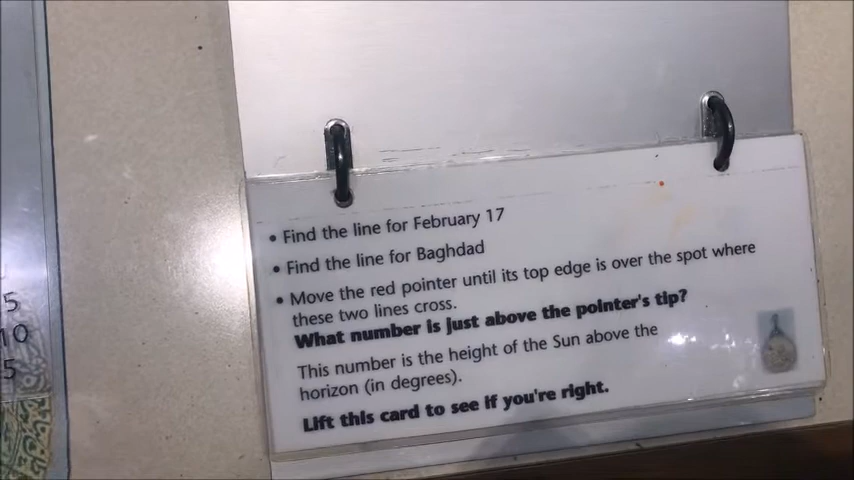 • Find the line for February 17
• Find the line for Baghdad
• Move the red pointer until its top edge is over the spot where
these two lines cross.
What number is just above the pointer's tip?
This number is the height of the Sun above the
horizon (in degrees).
Lift this card to see if you're right.
5
10
5